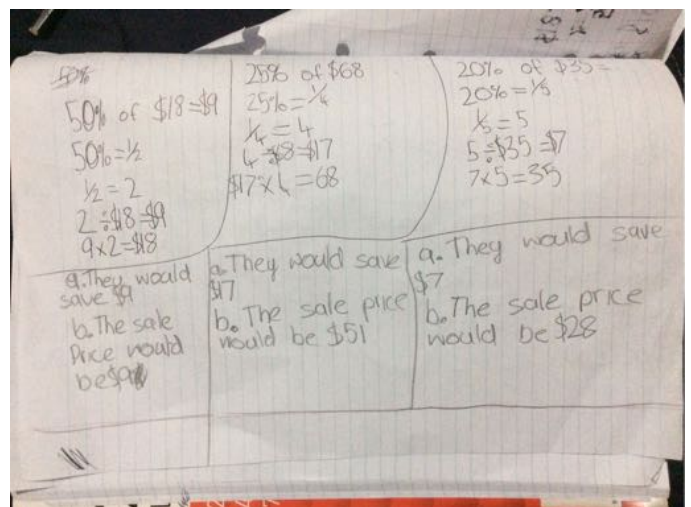 50%
50% of $18=$9
50%=½
½=2
2÷$18=$9
9x2=$18
25% of $68
25%=¼
¼=4
4÷$68=$17
$17x4=68
20% of $35=
20%=⅕
⅕=5
5÷$35=$7
7x5=35
a. They would
save $9
b. The sale
Price would
be $9
a. They would save
$17
b. The sale price
would be $51
a. They would save
$7
b. The sale price
would be $28